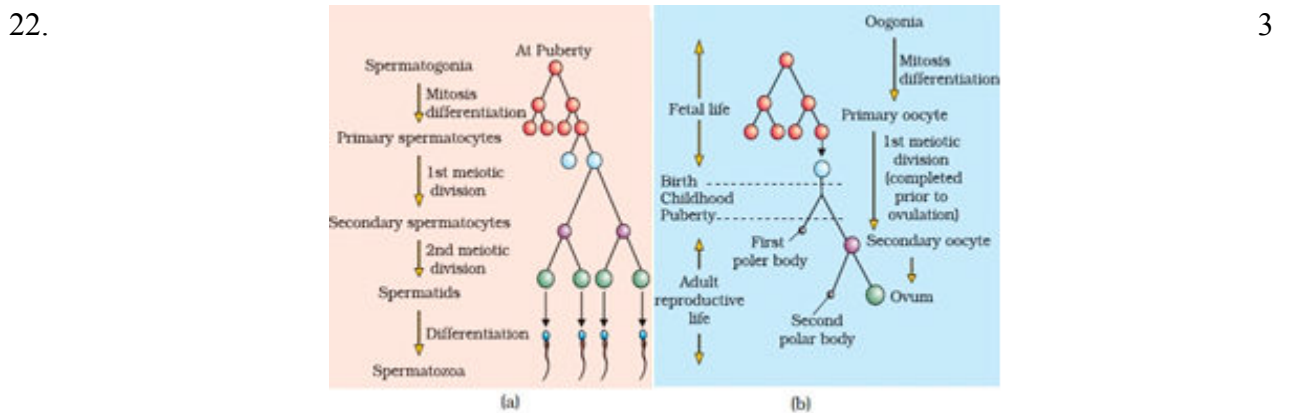 22.
3
At Puberty
Spermatogonia
Mitosis
differentiation
Primary spermatocytes
1st meiotic
division
Secondary spermatocytes
2nd meiotic
division
Spermatids
Differentiation
Spermatozoa
(a)
Oogonia
Mitosis
differentiation
Fetal life
Primary oocyte
1st meiotic
division
(completed
prior to
ovulation)
Birth
Childhood
Puberty
First
poler body
Secondary oocyte
Adult
reproductive
life
Ovum
Second
polar body
(b)